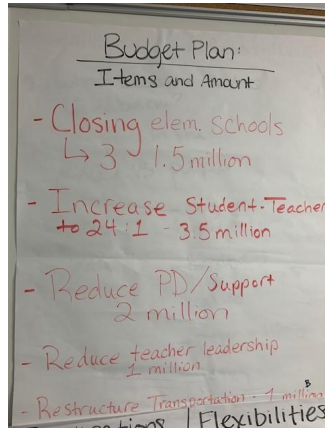 Budget Plan:
Items and Amount
- Closing elem. schools
↳ 3 1.5 million
- Increase Student-Teacher
to 24:1 - 3.5 million
- Reduce PD/Support
2 million
- Reduce teacher leadership
1 million
- Restructure Transportation - 1 million
Flexibilities